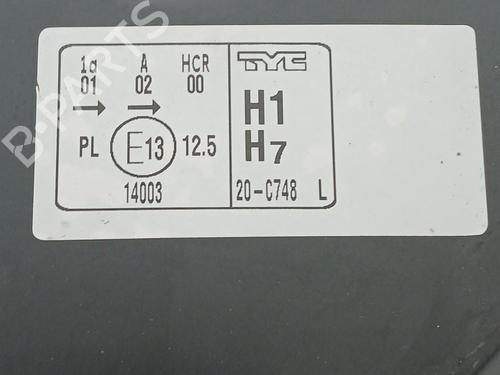 1a A HCR
01 02 00
→ →
PL E13 12.5
14003
TYC
H1
H7
20-C748 L
B-PARTS